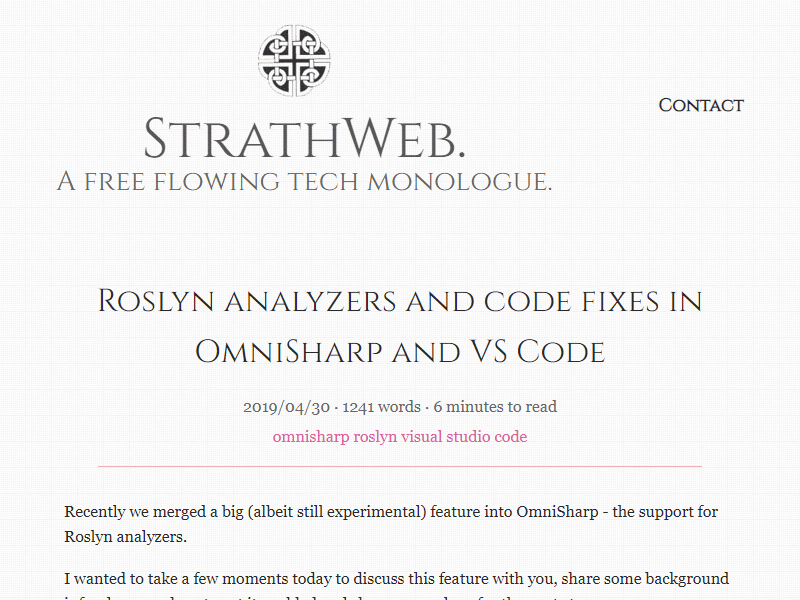 Contact
StrathWeb.
A free flowing tech monologue.
Roslyn analyzers and code fixes in
OmniSharp and VS Code
2019/04/30 · 1241 words · 6 minutes to read
omnisharp roslyn visual studio code
Recently we merged a big (albeit still experimental) feature into OmniSharp - the support for
Roslyn analyzers.
I wanted to take a few moments today to discuss this feature with you, share some background